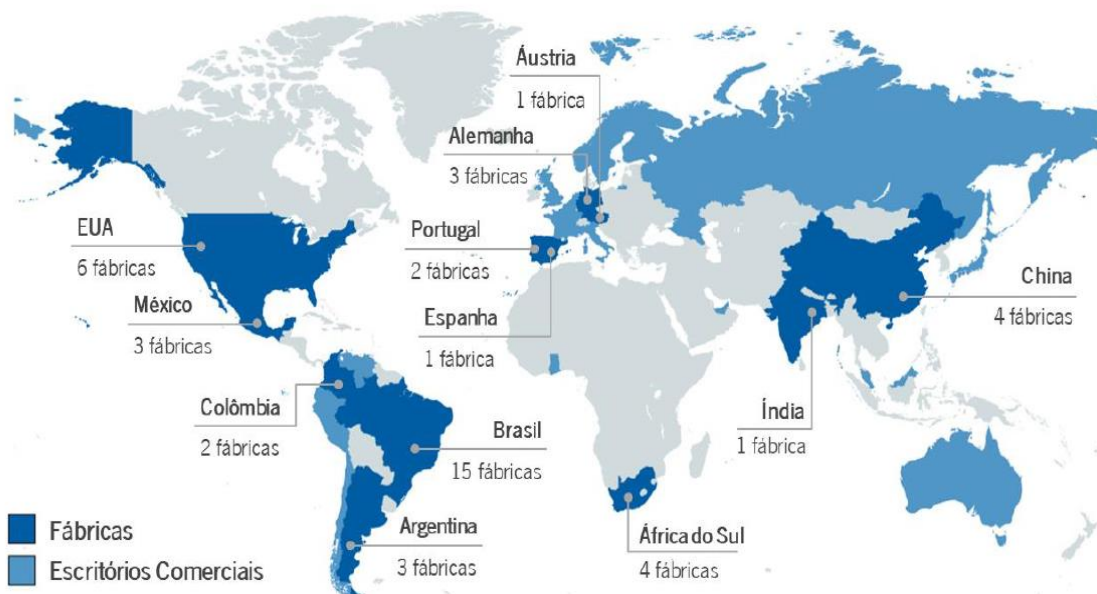 Áustria
1 fábrica
Alemanha
3 fábricas
EUA
6 fábricas
Portugal
2 fábricas
China
4 fábricas
México
3 fábricas
Espanha
1 fábrica
Colômbia
2 fábricas
Brasil
15 fábricas
Índia
1 fábrica
Argentina
3 fábricas
África do Sul
4 fábricas
Fábricas
Escritórios Comerciais